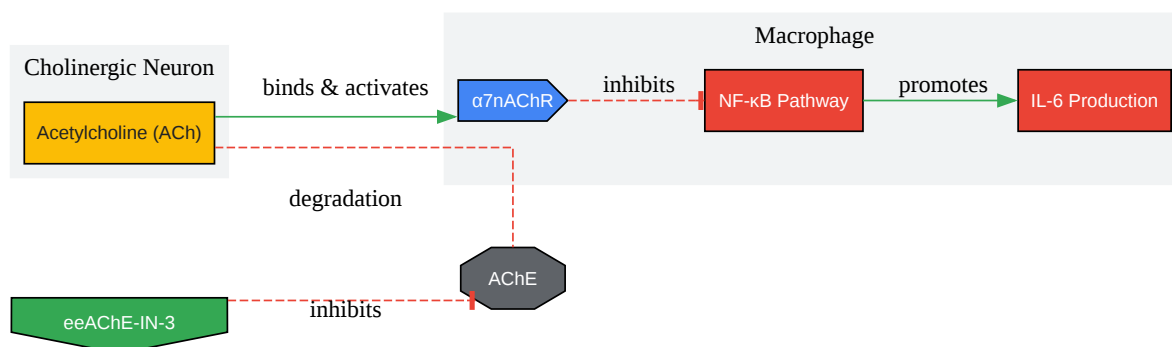 Macrophage
Cholinergic Neuron
binds & activates
α7nAChR
inhibits
NF-κB Pathway
promotes
IL-6 Production
Acetylcholine (ACh)
degradation
AChE
inhibits
eeAChE-IN-3